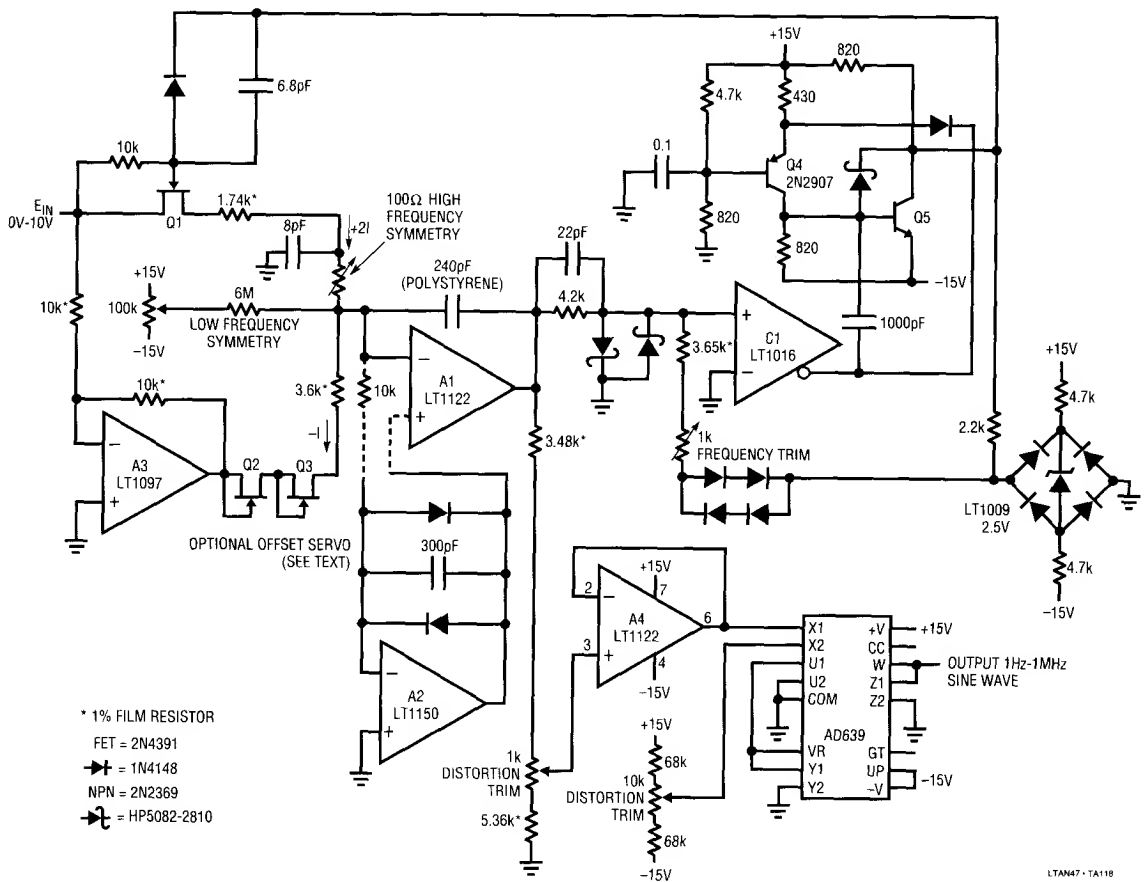 6.8pF
10k
E_IN
0V-10V
Q1
1.74k*
8pF
+2I
100Ω HIGH
FREQUENCY
SYMMETRY
+15V
100k
-15V
6M
LOW FREQUENCY
SYMMETRY
10k*
10k*
3.6k*
-I
A3
LT1097
-
+
Q2
Q3
OPTIONAL OFFSET SERVO
(SEE TEXT)
240pF
(POLYSTYRENE)
-
A1
LT1122
+
10k
300pF
-
A2
LT1150
+
22pF
4.2k
3.48k*
3.65k*
1k
FREQUENCY TRIM
+
C1
LT1016
-
+15V
820
4.7k
430
0.1
Q4
2N2907
820
820
Q5
-15V
1000pF
2.2k
+15V
4.7k
LT1009
2.5V
4.7k
-15V
1k
DISTORTION
TRIM
5.36k*
2
-
+15V
7
A4
LT1122
6
3
+
4
-15V
+15V
68k
10k
DISTORTION
TRIM
68k
-15V
X1
X2
U1
U2
COM
VR
Y1
Y2
AD639
+V
CC
W
Z1
Z2
GT
UP
-V
+15V
OUTPUT 1Hz-1MHz
SINE WAVE
-15V
* 1% FILM RESISTOR
FET = 2N4391
= 1N4148
NPN = 2N2369
= HP5082-2810
LTAN47 • TA118